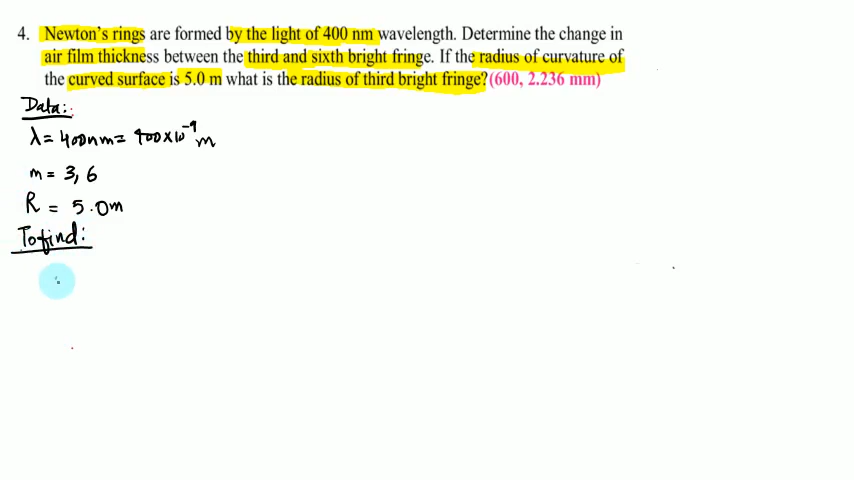 4. Newton's rings are formed by the light of 400 nm wavelength. Determine the change in
air film thickness between the third and sixth bright fringe. If the radius of curvature of
the curved surface is 5.0 m what is the radius of third bright fringe?(600, 2.236 mm)
Data:
λ = 400nm = 400×10⁻⁹ m
m = 3, 6
R = 5.0m
To find: